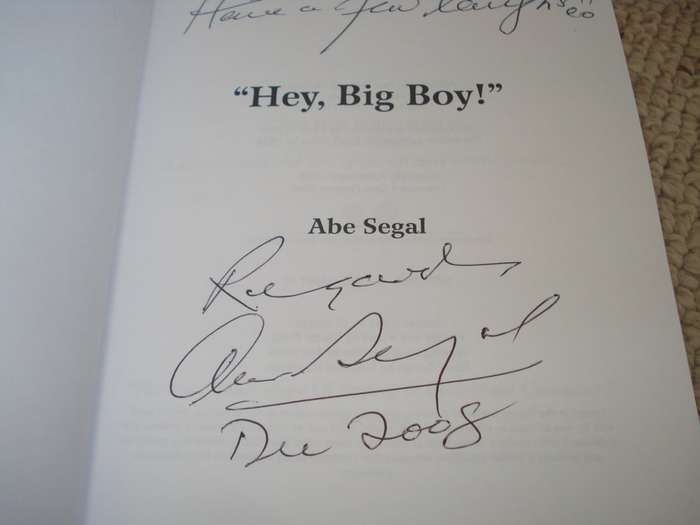 Have a few laughs
"Hey, Big Boy!"
Abe Segal
Regards
Abe Segal
Dec 2008